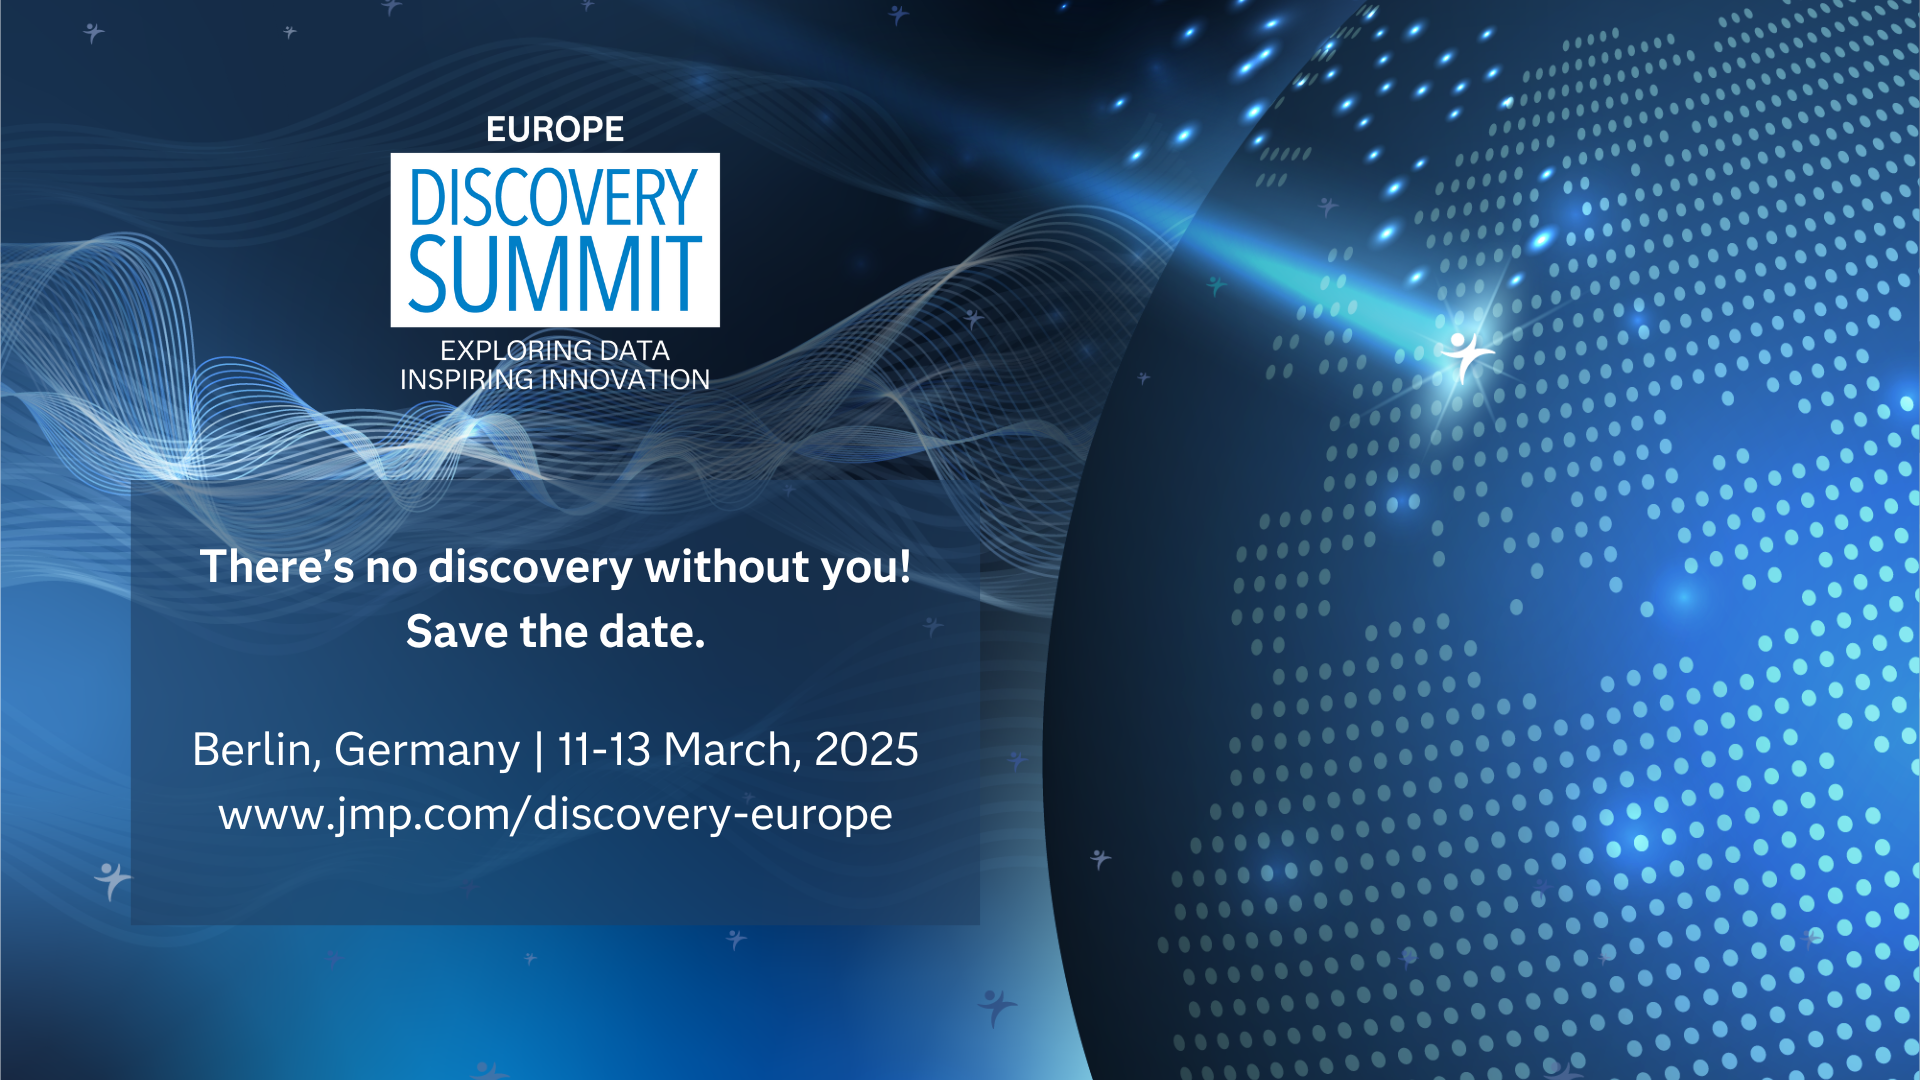 EUROPE
DISCOVERY
SUMMIT
EXPLORING DATA
INSPIRING INNOVATION
There’s no discovery without you!
Save the date.
Berlin, Germany | 11-13 March, 2025
www.jmp.com/discovery-europe